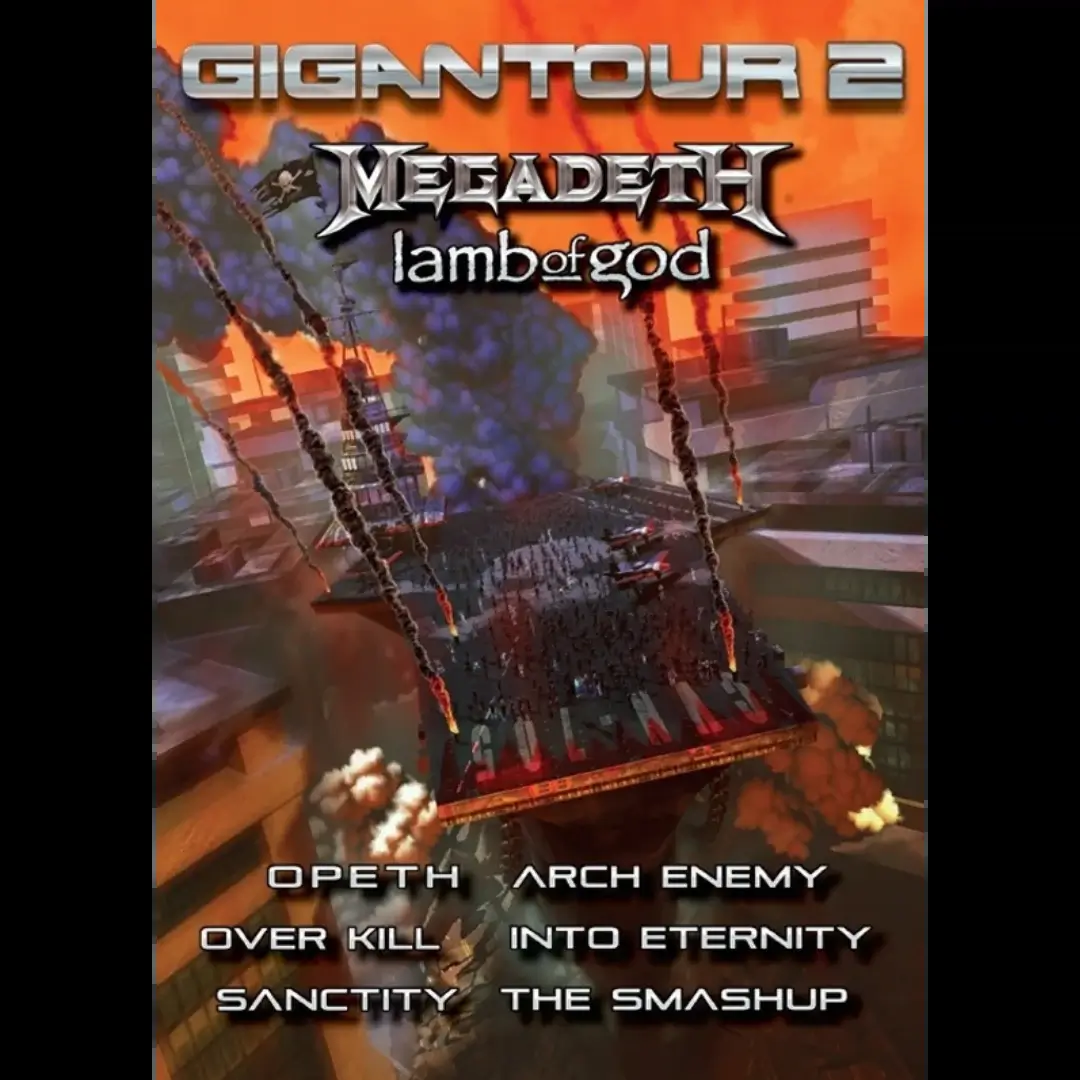 GIGANTOUR 2
MEGADETH
lamb of god
OPETH ARCH ENEMY
OVER KILL INTO ETERNITY
SANCTITY THE SMASHUP